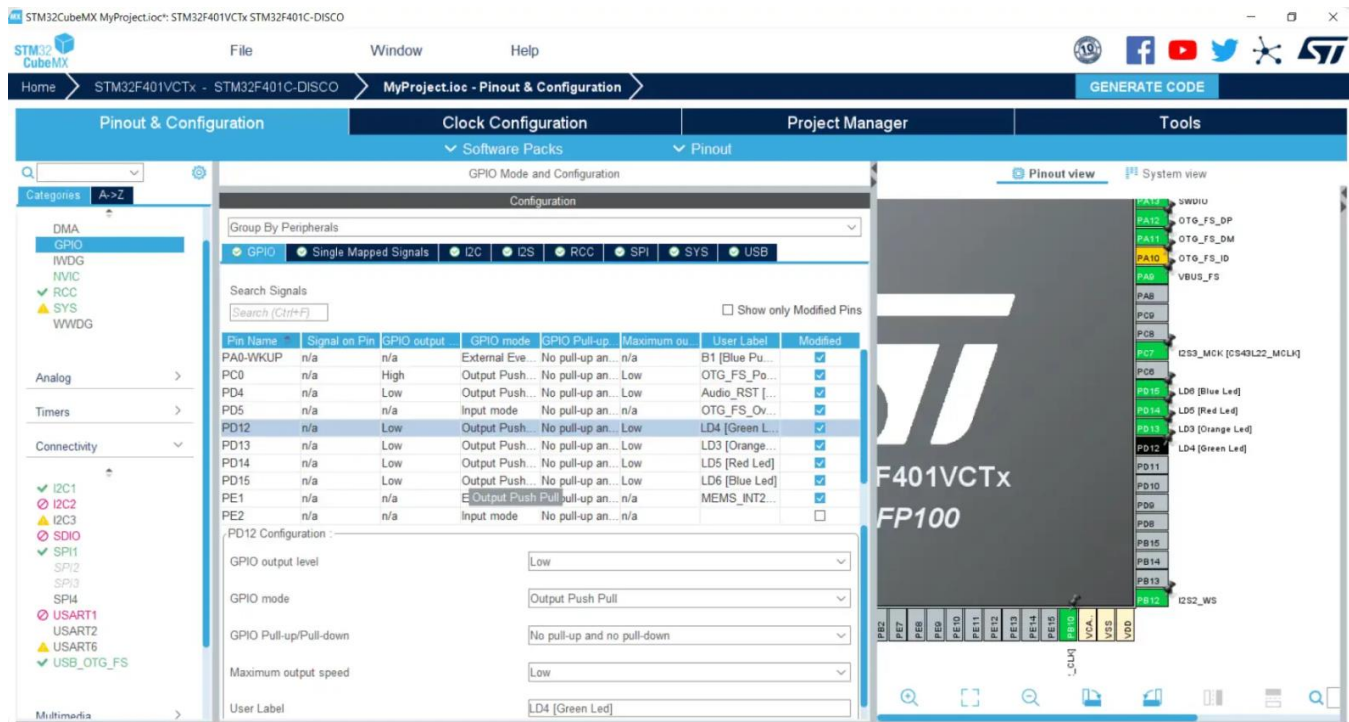 MX STM32CubeMX MyProject.ioc*: STM32F401VCTx STM32F401C-DISCO
STM32 CubeMX
File Window Help
19
Home STM32F401VCTx - STM32F401C-DISCO MyProject.ioc - Pinout & Configuration GENERATE CODE
Pinout & Configuration Clock Configuration Project Manager Tools
Software Packs Pinout
Categories A->Z
DMA
GPIO
IWDG
NVIC
RCC
SYS
WWDG
Analog
Timers
Connectivity
I2C1
I2C2
I2C3
SDIO
SPI1
SPI2
SPI3
SPI4
USART1
USART2
USART6
USB_OTG_FS
Multimedia
GPIO Mode and Configuration
Configuration
Group By Peripherals
GPIO Single Mapped Signals I2C I2S RCC SPI SYS USB
Search Signals
Search (Ctrl+F) Show only Modified Pins
Pin Name Signal on Pin GPIO output ... GPIO mode GPIO Pull-up... Maximum ou... User Label Modified
PA0-WKUP n/a n/a External Eve... No pull-up an... n/a B1 [Blue Pu...
PC0 n/a High Output Push... No pull-up an... Low OTG_FS_Po...
PD4 n/a Low Output Push... No pull-up an... Low Audio_RST [...
PD5 n/a n/a Input mode No pull-up an... n/a OTG_FS_Ov...
PD12 n/a Low Output Push... No pull-up an... Low LD4 [Green L...
PD13 n/a Low Output Push... No pull-up an... Low LD3 [Orange...
PD14 n/a Low Output Push... No pull-up an... Low LD5 [Red Led]
PD15 n/a Low Output Push... No pull-up an... Low LD6 [Blue Led]
PE1 n/a n/a E Output Push Pull pull-up an... n/a MEMS_INT2...
PE2 n/a n/a Input mode No pull-up an... n/a
PD12 Configuration :
GPIO output level Low
GPIO mode Output Push Pull
GPIO Pull-up/Pull-down No pull-up and no pull-down
Maximum output speed Low
User Label LD4 [Green Led]
Pinout view System view
PA13 SWDIO
PA12 OTG_FS_DP
PA11 OTG_FS_DM
PA10 OTG_FS_ID
PA9 VBUS_FS
PA8
PC9
PC8
PC7 I2S3_MCK [CS43L22_MCLK]
PC6
PD15 LD6 [Blue Led]
PD14 LD5 [Red Led]
PD13 LD3 [Orange Led]
PD12 LD4 [Green Led]
PD11
PD10
PD9
PD8
PB15
PB14
PB13
PB12 I2S2_WS
F401VCTx
FP100
PB2 PE7 PE8 PE9 PE10 PE11 PE12 PE13 PE14 PE15 PB10 VCA.. VSS VDD
_CLK]